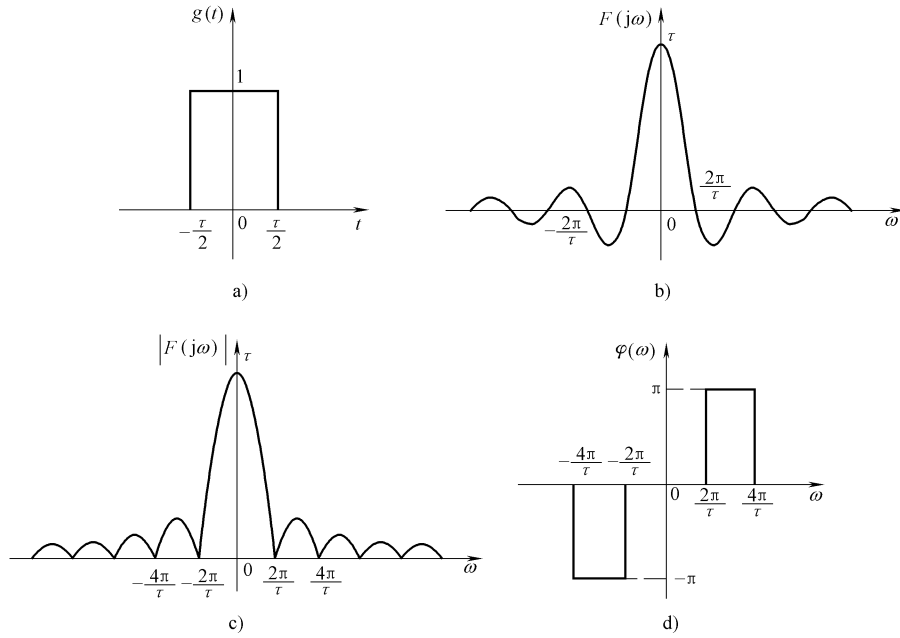 g(t)
1
-τ/2 0 τ/2 t
a)
F(jω)
τ
2π/τ
-2π/τ 0 ω
b)
|F(jω)| τ
-4π/τ -2π/τ 0 2π/τ 4π/τ ω
c)
φ(ω)
π
-4π/τ -2π/τ
0 2π/τ 4π/τ ω
-π
d)